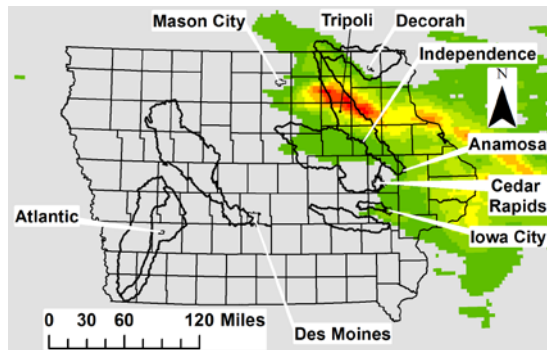 Mason City
Tripoli
Decorah
Independence
N
Anamosa
Cedar
Rapids
Atlantic
Iowa City
Des Moines
0 30 60 120 Miles